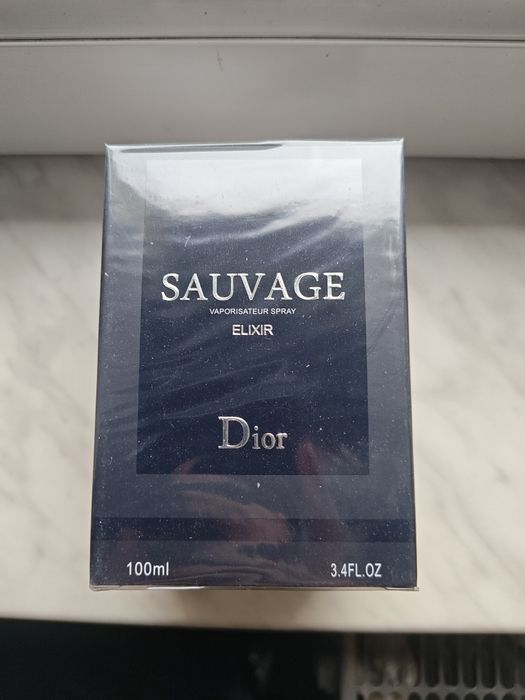 SAUVAGE
VAPORISATEUR SPRAY
ELIXIR
Dior
100ml 3.4FL.OZ